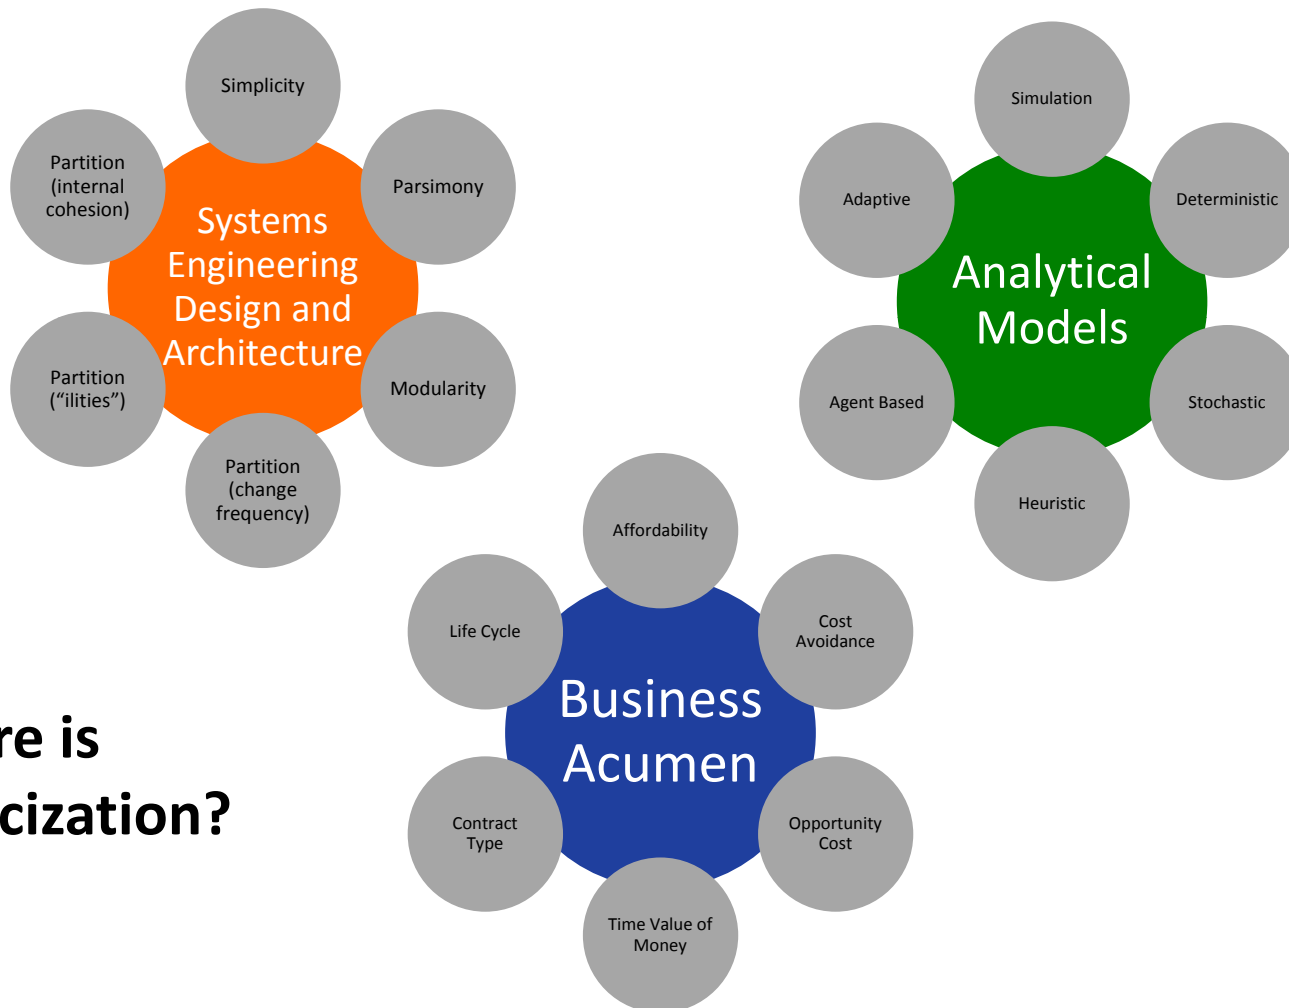 Simplicity
Parsimony
Modularity
Partition
(change
frequency)
Partition
(“ilities”)
Partition
(internal
cohesion)
Systems
Engineering
Design and
Architecture
Simulation
Deterministic
Stochastic
Heuristic
Agent Based
Adaptive
Analytical
Models
Affordability
Cost
Avoidance
Opportunity
Cost
Time Value of
Money
Contract
Type
Life Cycle
Business
Acumen
re is
cization?